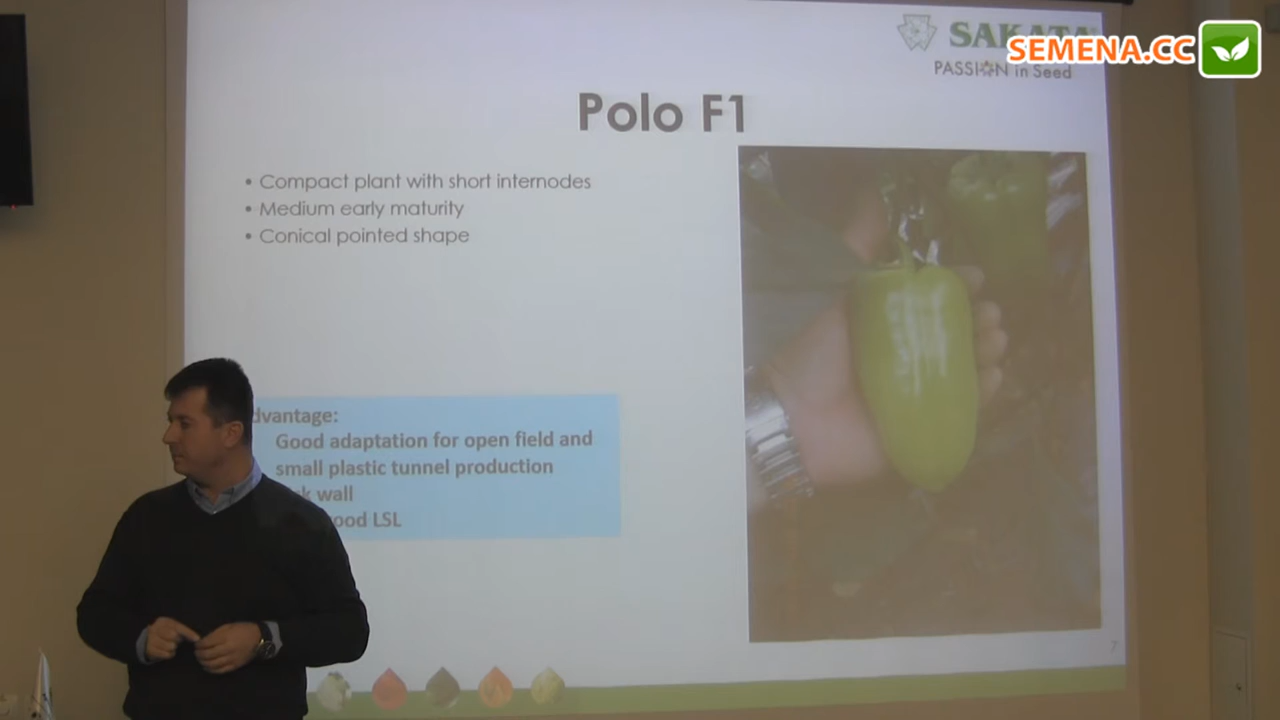 SAKATA
SEMENA.CC
PASSION in Seed
Polo F1
• Compact plant with short internodes
• Medium early maturity
• Conical pointed shape
dvantage:
Good adaptation for open field and
small plastic tunnel production
k wall
ood LSL
7